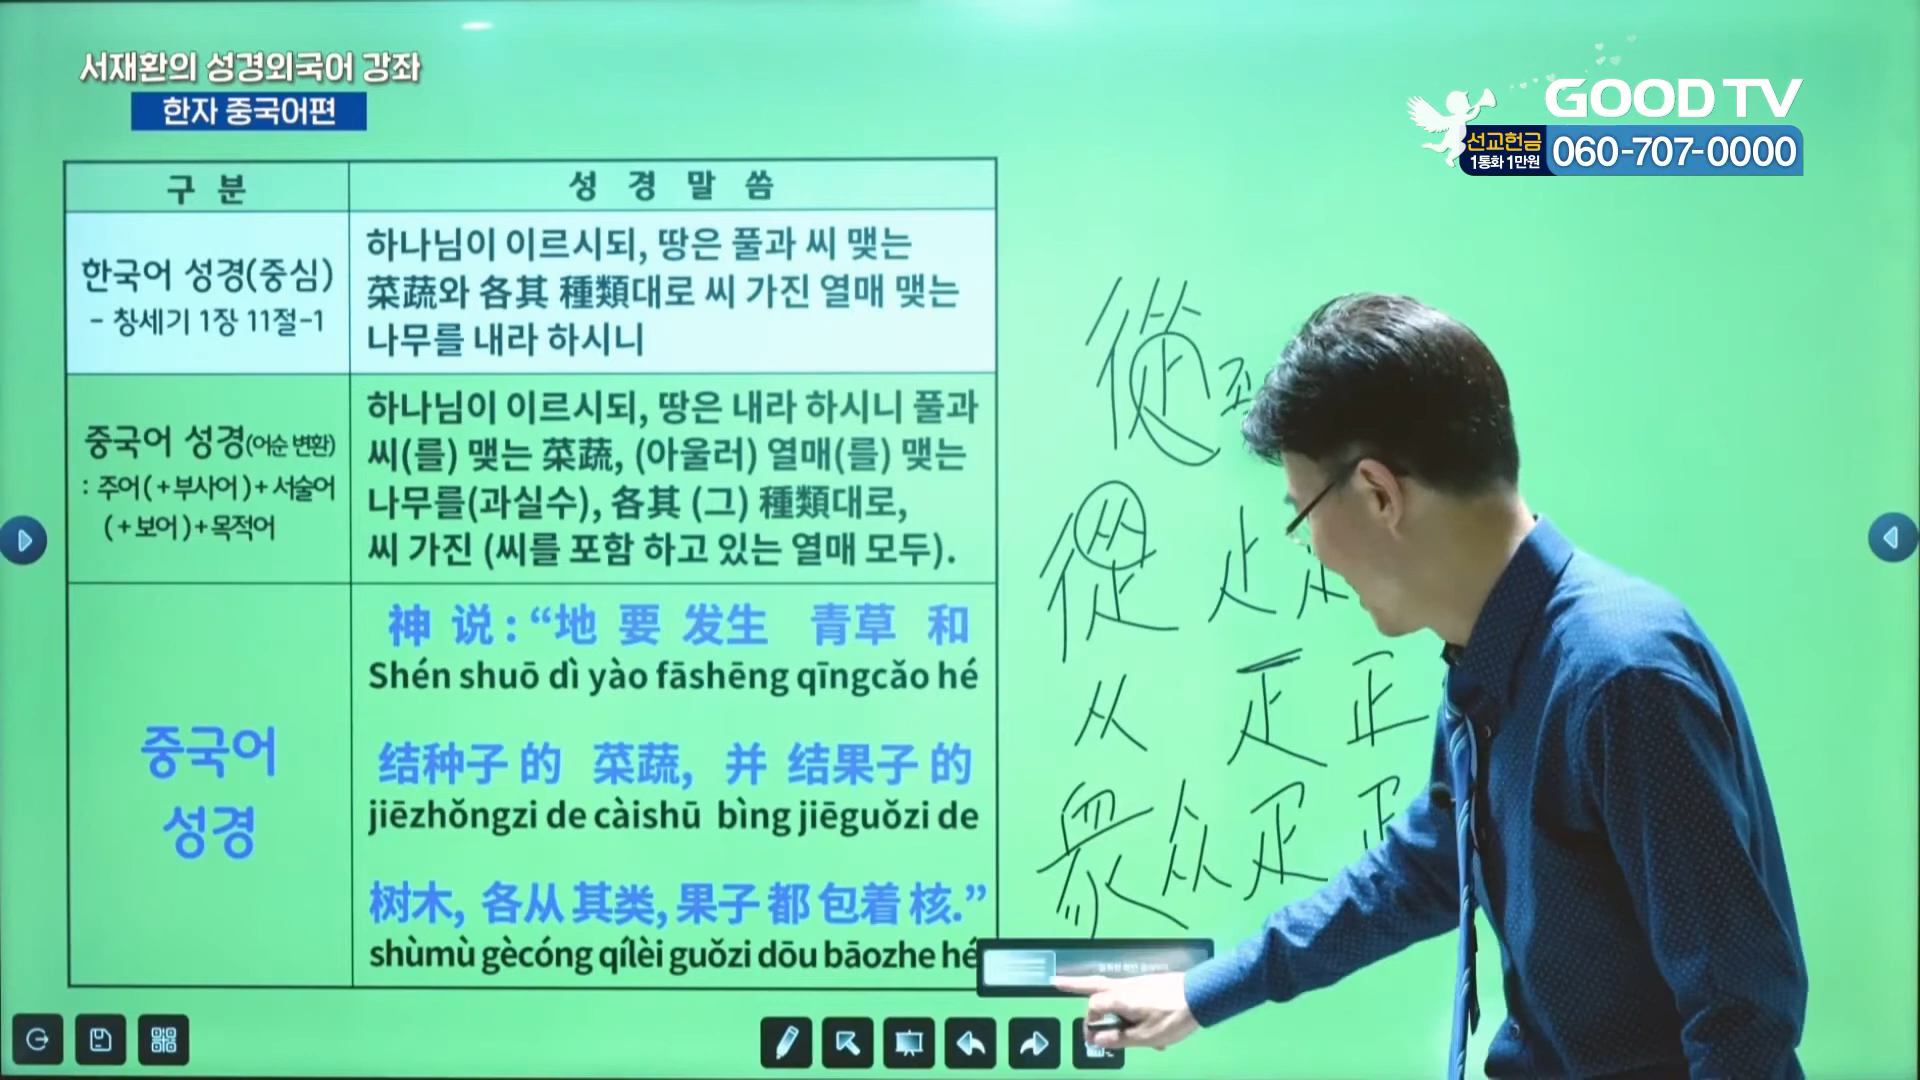 서재환의 성경외국어 강좌
한자 중국어편
GOODTV
선교헌금
1통화 1만원
060-707-0000
구 분
성 경 말 씀
한국어 성경(중심)
- 창세기 1장 11절-1
하나님이 이르시되, 땅은 풀과 씨 맺는
菜蔬와 各其 種類대로 씨 가진 열매 맺는
나무를 내라 하시니
중국어 성경(어순 변환)
: 주어(+부사어)+서술어
(+보어)+목적어
하나님이 이르시되, 땅은 내라 하시니 풀과
씨(를) 맺는 菜蔬, (아울러) 열매(를) 맺는
나무를(과실수), 各其 (그) 種類대로,
씨 가진 (씨를 포함 하고 있는 열매 모두).
중국어
성경
神 说 : “地 要 发生 青草 和
Shén shuō dì yào fāshēng qīngcǎo hé
结种子 的 菜蔬, 并 结果子 的
jiēzhǒngzi de càishū bìng jiēguǒzi de
树木, 各从 其类, 果子 都 包着 核.”
shùmù gècóng qílèi guǒzi dōu bāozhe hé
從
從
从 疋 正
眾 众